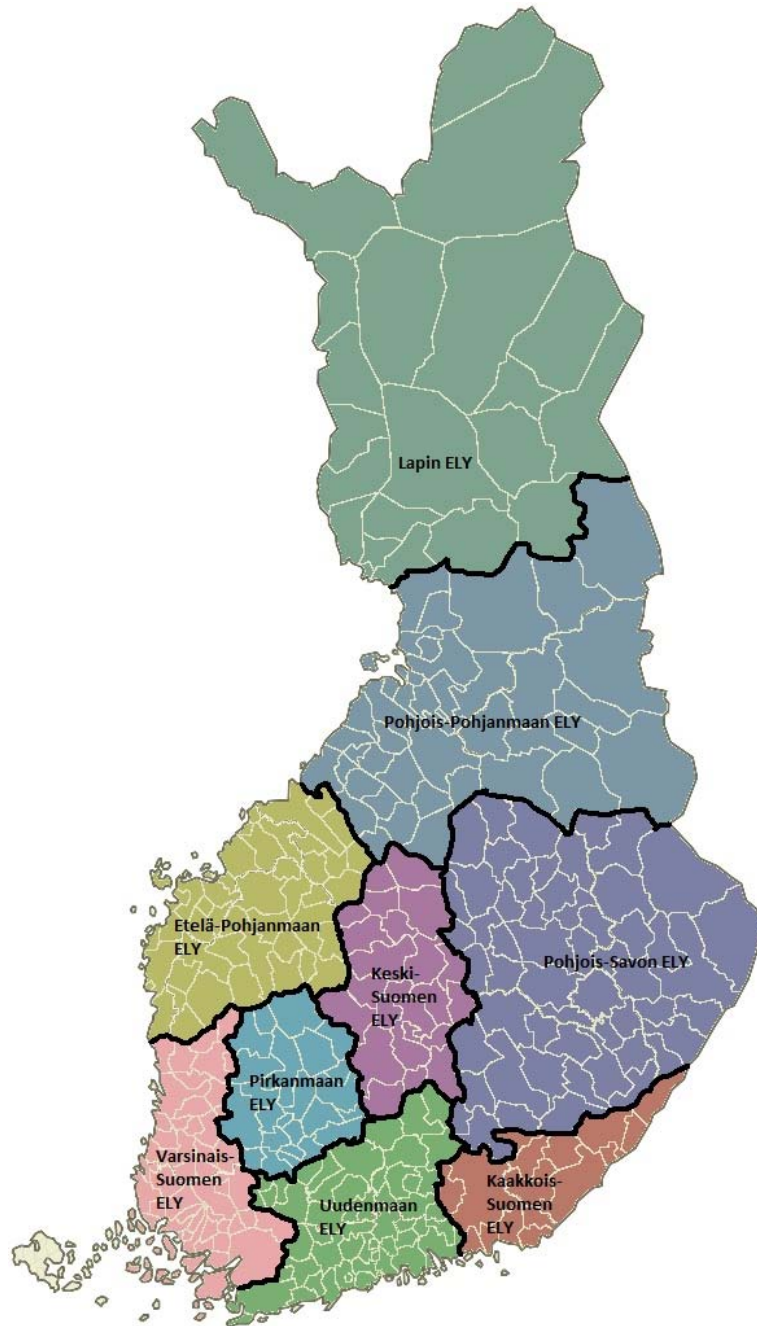 Lapin ELY
Pohjois-Pohjanmaan ELY
Etelä-Pohjanmaan
ELY
Keski-
Suomen
ELY
Pohjois-Savon ELY
Pirkanmaan
ELY
Varsinais-
Suomen
ELY
Uudenmaan
ELY
Kaakkois-
Suomen
ELY